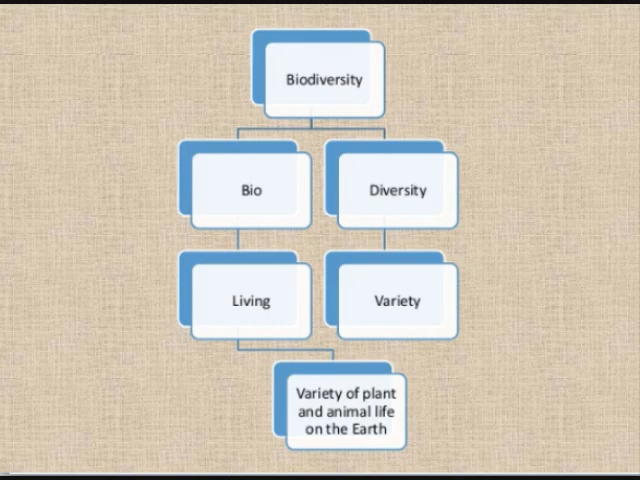 Biodiversity
Bio
Diversity
Living
Variety
Variety of plant
and animal life
on the Earth